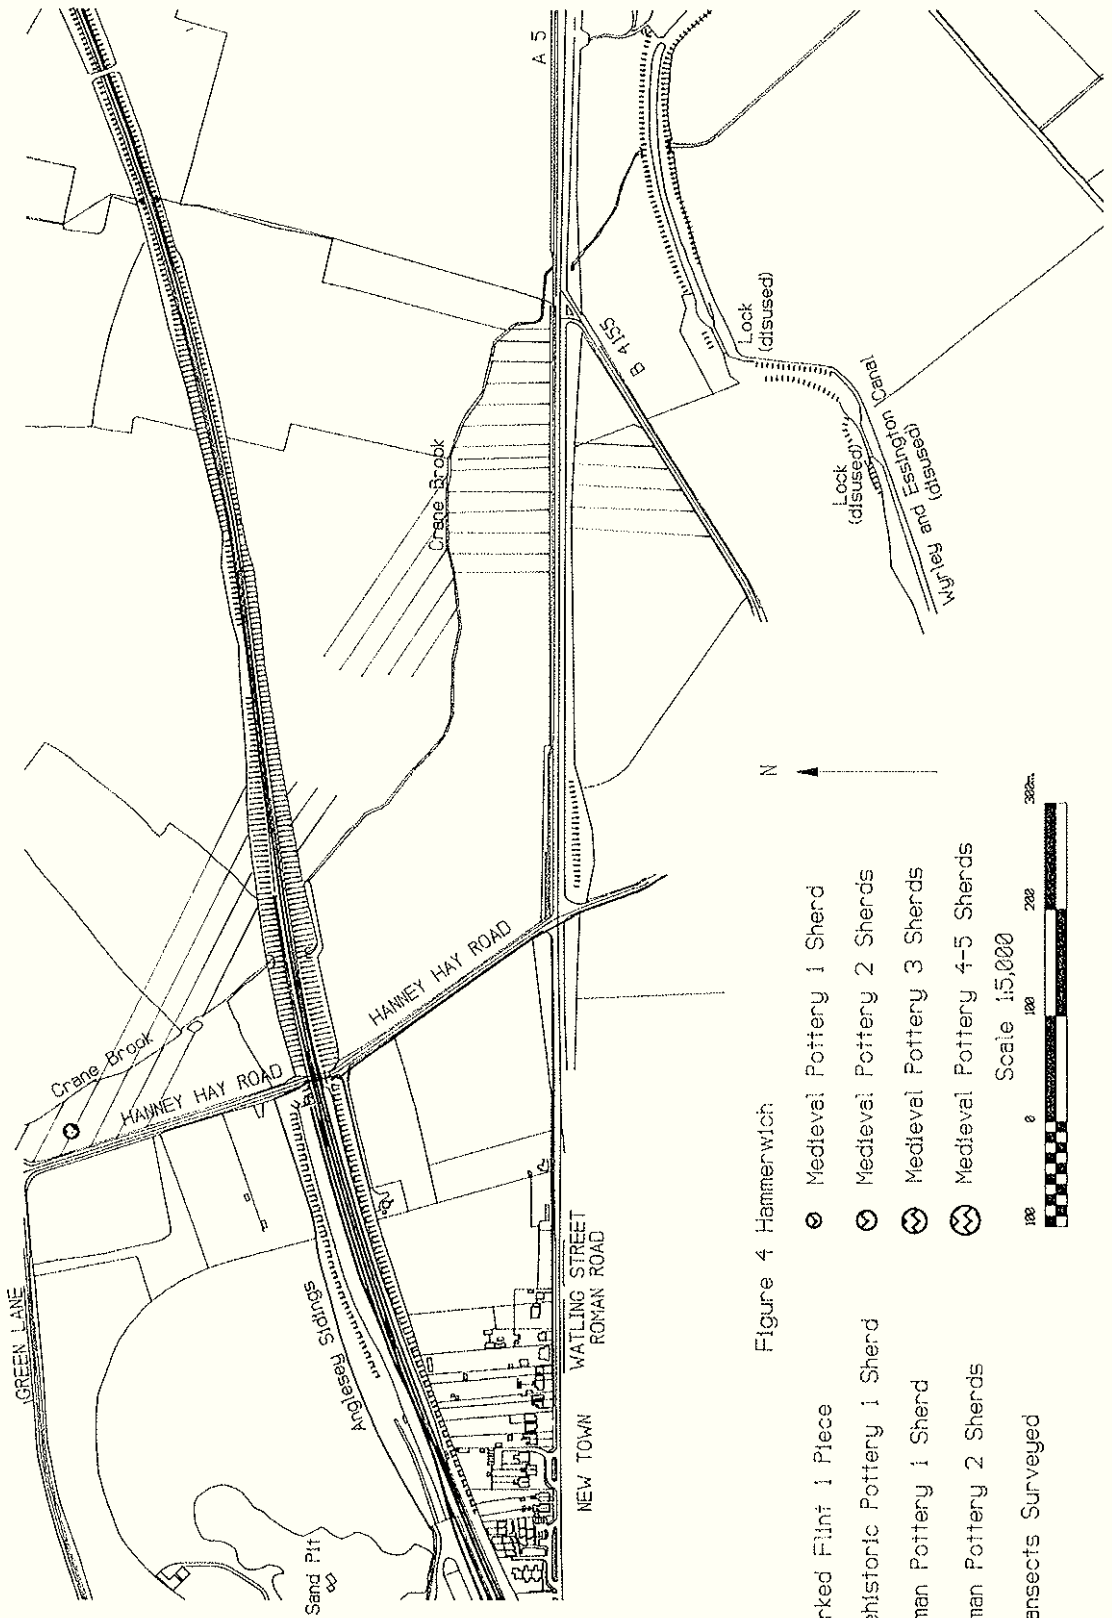 GREEN LANE
Crane Brook
HANNEY HAY ROAD
Anglesey Sidings
Sand Pit
HANNEY HAY ROAD
Crane Brook
A 5
B 4155
NEW TOWN
WATLING STREET
ROMAN ROAD
Lock
(disused)
Lock
(disused)
Wyrley and Essington Canal
(disused)
Figure 4 Hammerwich
N
rked Flint 1 Piece
ehistoric Pottery 1 Sherd
man Pottery 1 Sherd
man Pottery 2 Sherds
ansects Surveyed
Medieval Pottery 1 Sherd
Medieval Pottery 2 Sherds
Medieval Pottery 3 Sherds
Medieval Pottery 4-5 Sherds
Scale 1:5,000
100 0 100 200 300m.